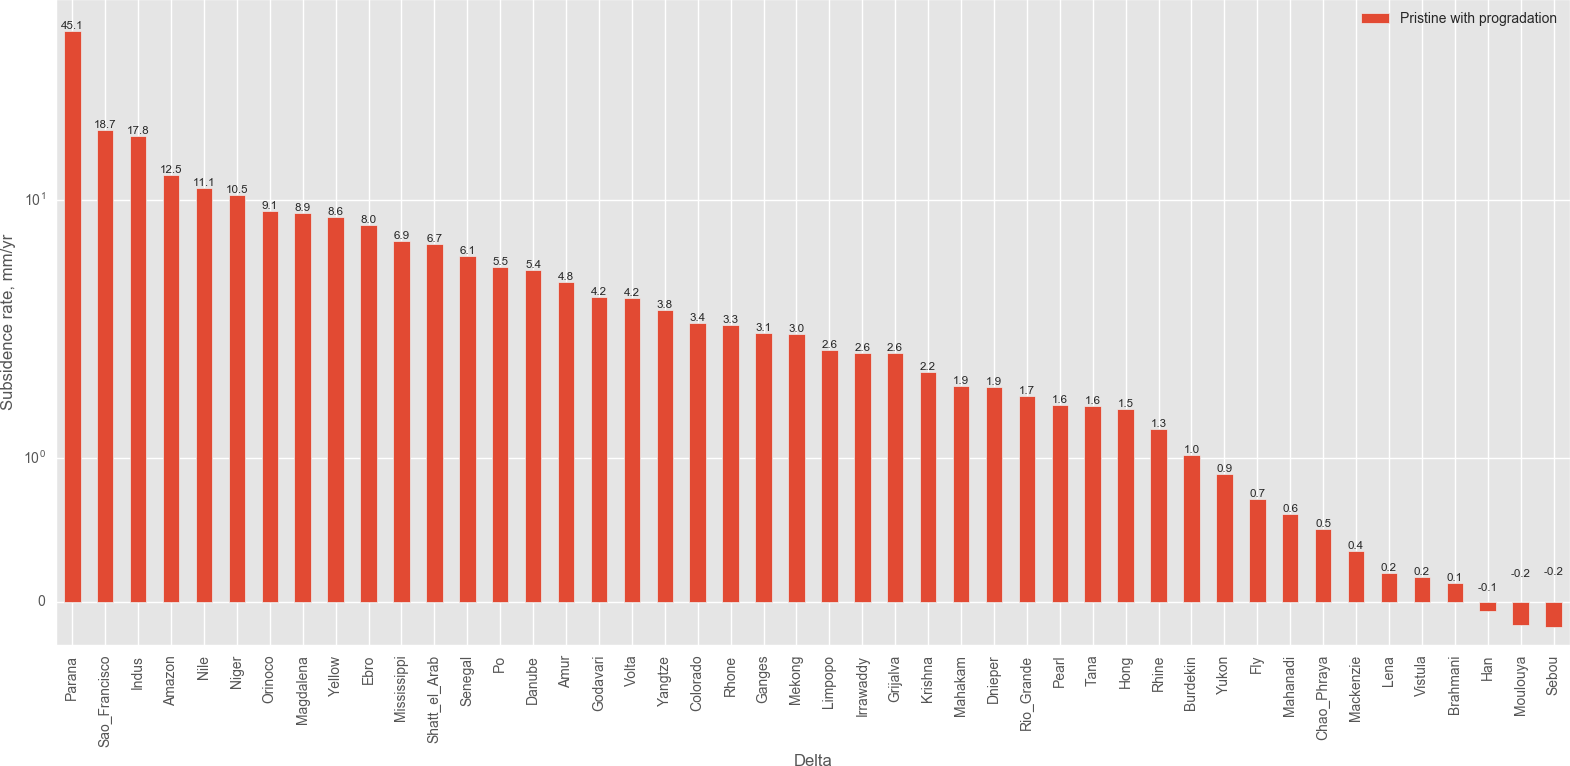 Pristine with progradation
45.1
18.7
17.8
12.5
11.1
10.5
9.1
8.9
8.6
8.0
6.9
6.7
6.1
5.5
5.4
4.8
4.2
4.2
3.8
3.4
3.3
3.1
3.0
2.6
2.6
2.6
2.2
1.9
1.9
1.7
1.6
1.6
1.5
1.3
1.0
0.9
0.7
0.6
0.5
0.4
0.2
0.2
0.1
-0.1
-0.2
-0.2
10¹
10⁰
0
Subsidence rate, mm/yr
Parana
Sao_Francisco
Indus
Amazon
Nile
Niger
Orinoco
Magdalena
Yellow
Ebro
Mississippi
Shatt_el_Arab
Senegal
Po
Danube
Amur
Godavari
Volta
Yangtze
Colorado
Rhone
Ganges
Mekong
Limpopo
Irrawaddy
Grijalva
Krishna
Mahakam
Dnieper
Rio_Grande
Pearl
Tana
Hong
Rhine
Burdekin
Yukon
Fly
Mahanadi
Chao_Phraya
Mackenzie
Lena
Vistula
Brahmani
Han
Moulouya
Sebou
Delta